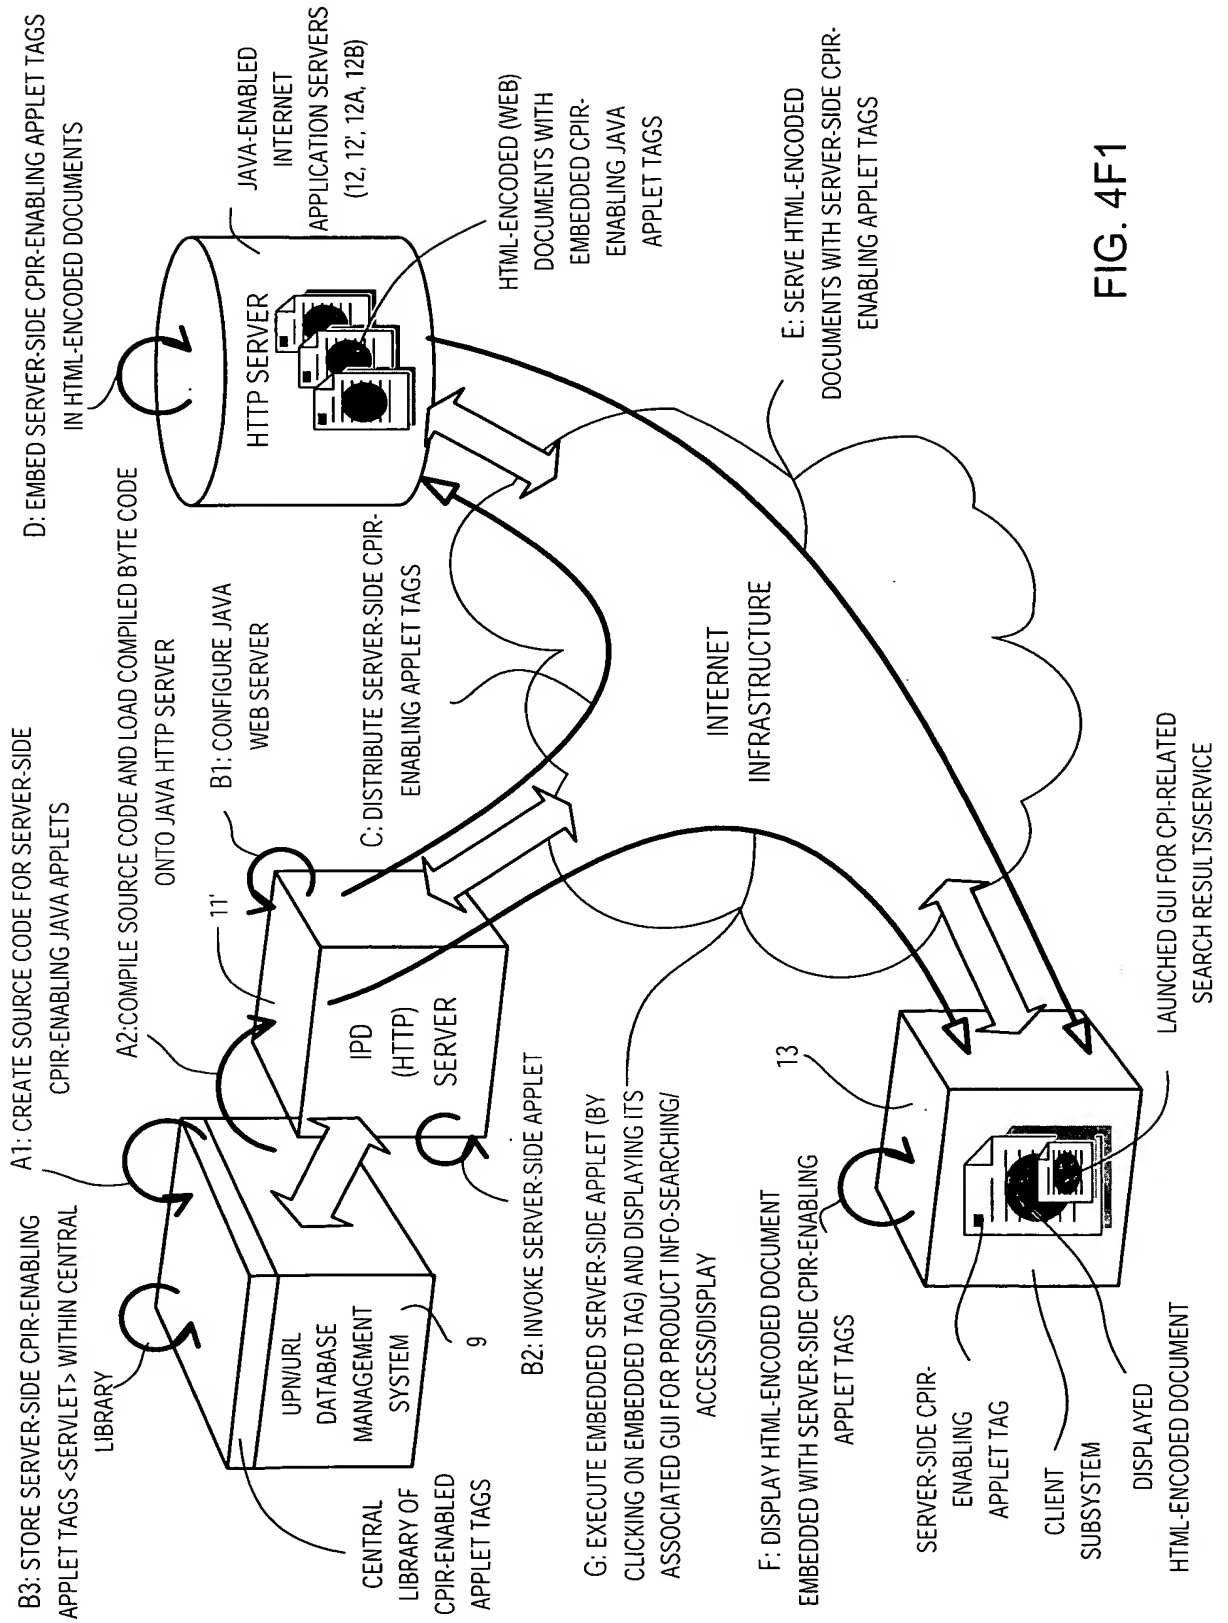 B3: STORE SERVER-SIDE CPIR-ENABLING
APPLET TAGS <SERVLET> WITHIN CENTRAL
LIBRARY
A1: CREATE SOURCE CODE FOR SERVER-SIDE
CPIR-ENABLING JAVA APPLETS
A2:COMPILE SOURCE CODE AND LOAD COMPILED BYTE CODE
ONTO JAVA HTTP SERVER
B1: CONFIGURE JAVA
WEB SERVER
D: EMBED SERVER-SIDE CPIR-ENABLING APPLET TAGS
IN HTML-ENCODED DOCUMENTS
JAVA-ENABLED
INTERNET
APPLICATION SERVERS
(12, 12', 12A, 12B)
HTTP SERVER
HTML-ENCODED (WEB)
DOCUMENTS WITH
EMBEDDED CPIR-
ENABLING JAVA
APPLET TAGS
11'
IPD
(HTTP)
SERVER
C: DISTRIBUTE SERVER-SIDE CPIR-
ENABLING APPLET TAGS
UPN/URL
DATABASE
MANAGEMENT
SYSTEM
9
CENTRAL
LIBRARY OF
CPIR-ENABLED
APPLET TAGS
B2: INVOKE SERVER-SIDE APPLET
INTERNET
INFRASTRUCTURE
E: SERVE HTML-ENCODED
DOCUMENTS WITH SERVER-SIDE CPIR-
ENABLING APPLET TAGS
G: EXECUTE EMBEDDED SERVER-SIDE APPLET (BY
CLICKING ON EMBEDDED TAG) AND DISPLAYING ITS
ASSOCIATED GUI FOR PRODUCT INFO-SEARCHING/
ACCESS/DISPLAY
F: DISPLAY HTML-ENCODED DOCUMENT
EMBEDDED WITH SERVER-SIDE CPIR-ENABLING
APPLET TAGS
13
SERVER-SIDE CPIR-
ENABLING
APPLET TAG
CLIENT
SUBSYSTEM
DISPLAYED
HTML-ENCODED DOCUMENT
LAUNCHED GUI FOR CPI-RELATED
SEARCH RESULTS/SERVICE
FIG. 4F1